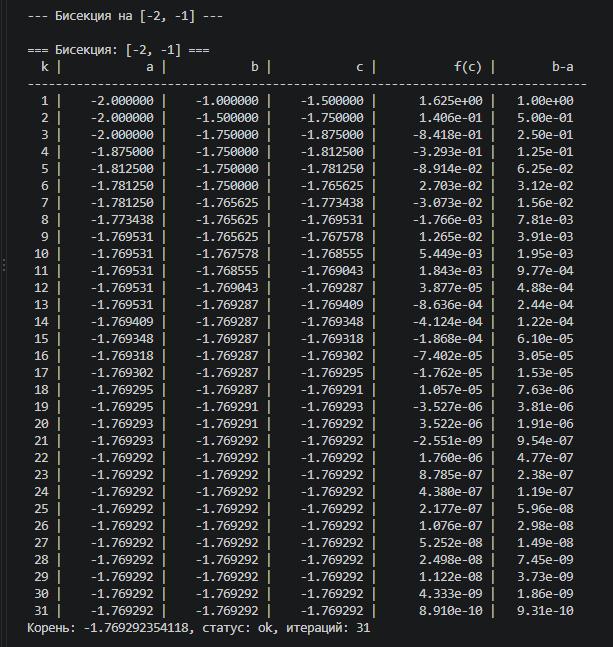 --- Бисекция на [-2, -1] ---
=== Бисекция: [-2, -1] ===
k | a | b | c | f(c) | b-a
--------------------------------------------------------------------------
1 | -2.000000 | -1.000000 | -1.500000 | 1.625e+00 | 1.00e+00
2 | -2.000000 | -1.500000 | -1.750000 | 1.406e-01 | 5.00e-01
3 | -2.000000 | -1.750000 | -1.875000 | -8.418e-01 | 2.50e-01
4 | -1.875000 | -1.750000 | -1.812500 | -3.293e-01 | 1.25e-01
5 | -1.812500 | -1.750000 | -1.781250 | -8.914e-02 | 6.25e-02
6 | -1.781250 | -1.750000 | -1.765625 | 2.703e-02 | 3.12e-02
7 | -1.781250 | -1.765625 | -1.773438 | -3.073e-02 | 1.56e-02
8 | -1.773438 | -1.765625 | -1.769531 | -1.766e-03 | 7.81e-03
9 | -1.769531 | -1.765625 | -1.767578 | 1.265e-02 | 3.91e-03
10 | -1.769531 | -1.767578 | -1.768555 | 5.449e-03 | 1.95e-03
11 | -1.769531 | -1.768555 | -1.769043 | 1.843e-03 | 9.77e-04
12 | -1.769531 | -1.769043 | -1.769287 | 3.877e-05 | 4.88e-04
13 | -1.769531 | -1.769287 | -1.769409 | -8.636e-04 | 2.44e-04
14 | -1.769409 | -1.769287 | -1.769348 | -4.124e-04 | 1.22e-04
15 | -1.769348 | -1.769287 | -1.769318 | -1.868e-04 | 6.10e-05
16 | -1.769318 | -1.769287 | -1.769302 | -7.402e-05 | 3.05e-05
17 | -1.769302 | -1.769287 | -1.769295 | -1.762e-05 | 1.53e-05
18 | -1.769295 | -1.769287 | -1.769291 | 1.057e-05 | 7.63e-06
19 | -1.769295 | -1.769291 | -1.769293 | -3.527e-06 | 3.81e-06
20 | -1.769293 | -1.769291 | -1.769292 | 3.522e-06 | 1.91e-06
21 | -1.769293 | -1.769292 | -1.769292 | -2.551e-09 | 9.54e-07
22 | -1.769292 | -1.769292 | -1.769292 | 1.760e-06 | 4.77e-07
23 | -1.769292 | -1.769292 | -1.769292 | 8.785e-07 | 2.38e-07
24 | -1.769292 | -1.769292 | -1.769292 | 4.380e-07 | 1.19e-07
25 | -1.769292 | -1.769292 | -1.769292 | 2.177e-07 | 5.96e-08
26 | -1.769292 | -1.769292 | -1.769292 | 1.076e-07 | 2.98e-08
27 | -1.769292 | -1.769292 | -1.769292 | 5.252e-08 | 1.49e-08
28 | -1.769292 | -1.769292 | -1.769292 | 2.498e-08 | 7.45e-09
29 | -1.769292 | -1.769292 | -1.769292 | 1.122e-08 | 3.73e-09
30 | -1.769292 | -1.769292 | -1.769292 | 4.333e-09 | 1.86e-09
31 | -1.769292 | -1.769292 | -1.769292 | 8.910e-10 | 9.31e-10
Корень: -1.769292354118, статус: ok, итераций: 31